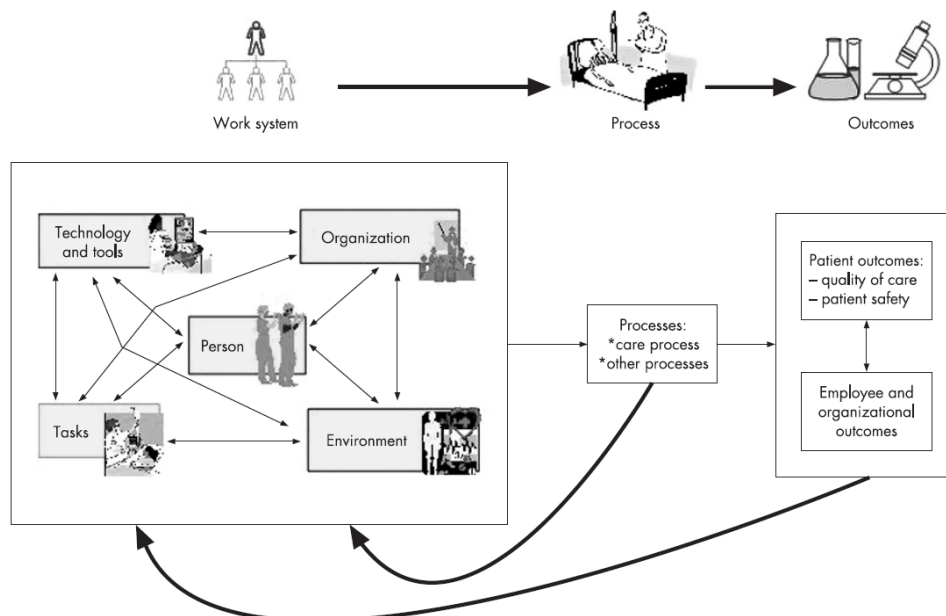 Work system
Process
Outcomes
Technology
and tools
Organization
Person
Tasks
Environment
Processes:
*care process
*other processes
Patient outcomes:
– quality of care
– patient safety
Employee and
organizational
outcomes